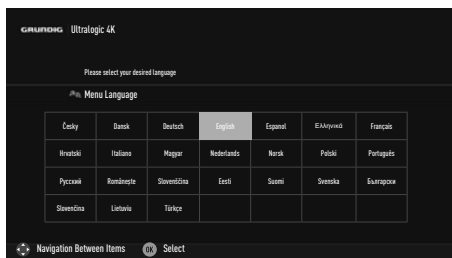 GRUNDIG Ultralogic 4K
Please select your desired language
Menu Language
Česky Dansk Deutsch English Espanol Ελληνικά Français
Hrvatski Italiano Magyar Nederlands Norsk Polski Português
Русский Româneşte Slovenščina Eesti Suomi Svenska Български
Slovenčina Lietuvių Türkçe
Navigation Between Items OK Select